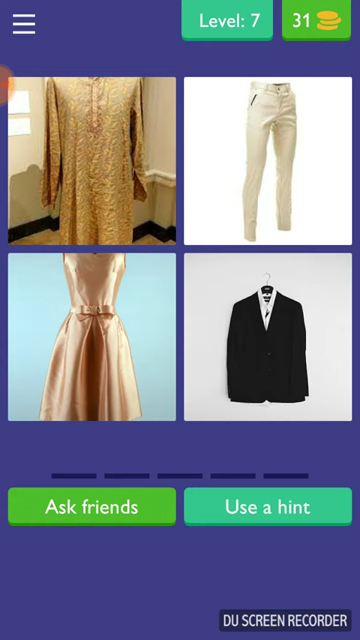 Level: 7
31
Ask friends
Use a hint
DU SCREEN RECORDER